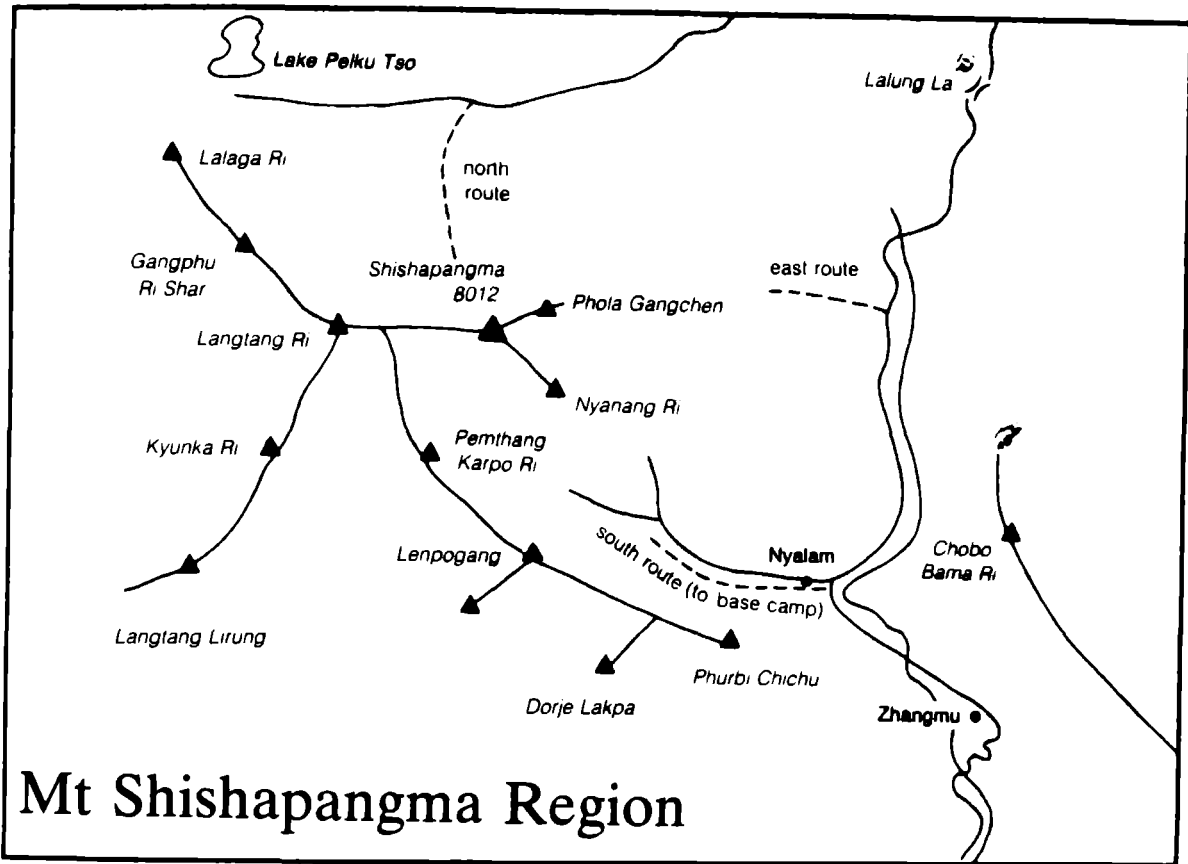 Lake Pelku Tso
Lalung La
Lalaga Ri
north
route
Gangphu
Ri Shar
Shishapangma
8012
east route
Phola Gangchen
Langtang Ri
Nyanang Ri
Kyunka Ri
Pemthang
Karpo Ri
Lenpogang
south route (to base camp)
Nyalam
Chobo
Bama Ri
Langtang Lirung
Phurbi Chichu
Dorje Lakpa
Zhangmu
Mt Shishapangma Region